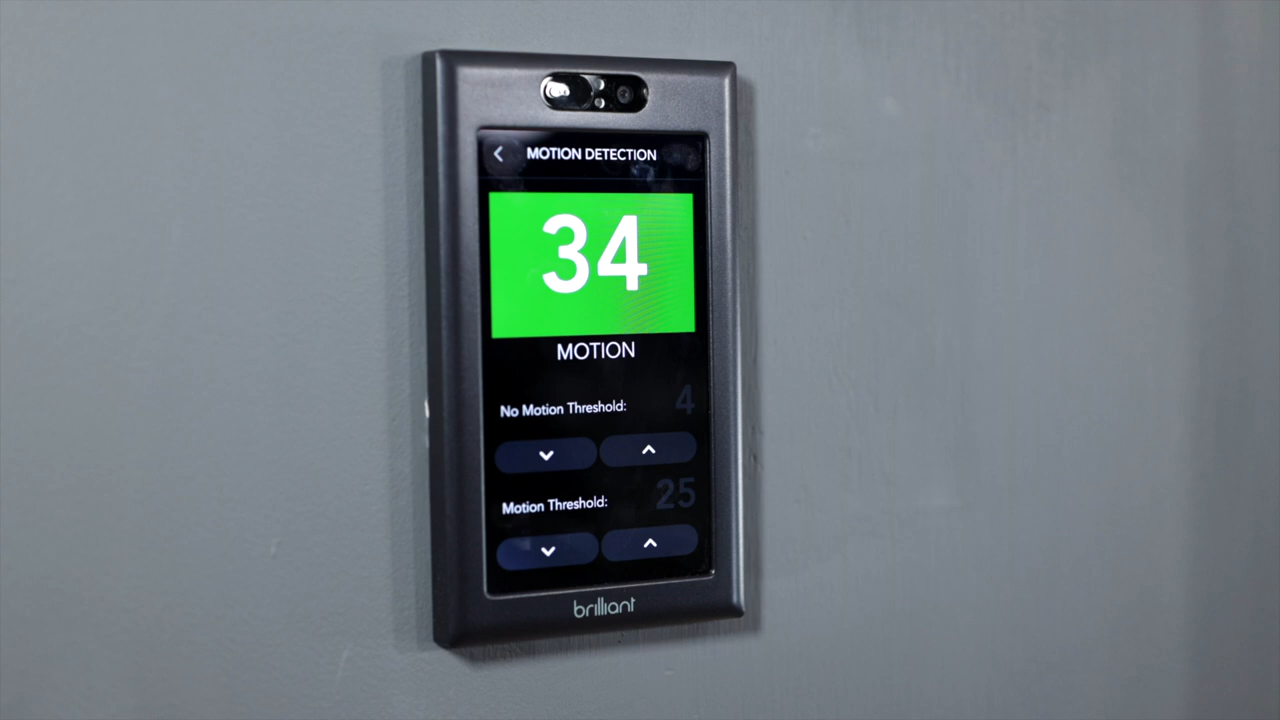 MOTION DETECTION
34
MOTION
No Motion Threshold:
4
Motion Threshold:
25
brilliant